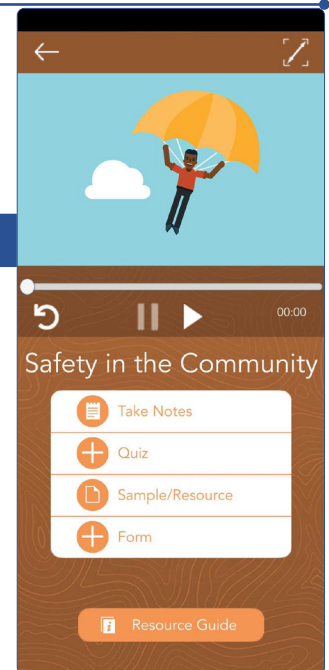 00:00
Safety in the Community
Take Notes
Quiz
Sample/Resource
Form
Resource Guide